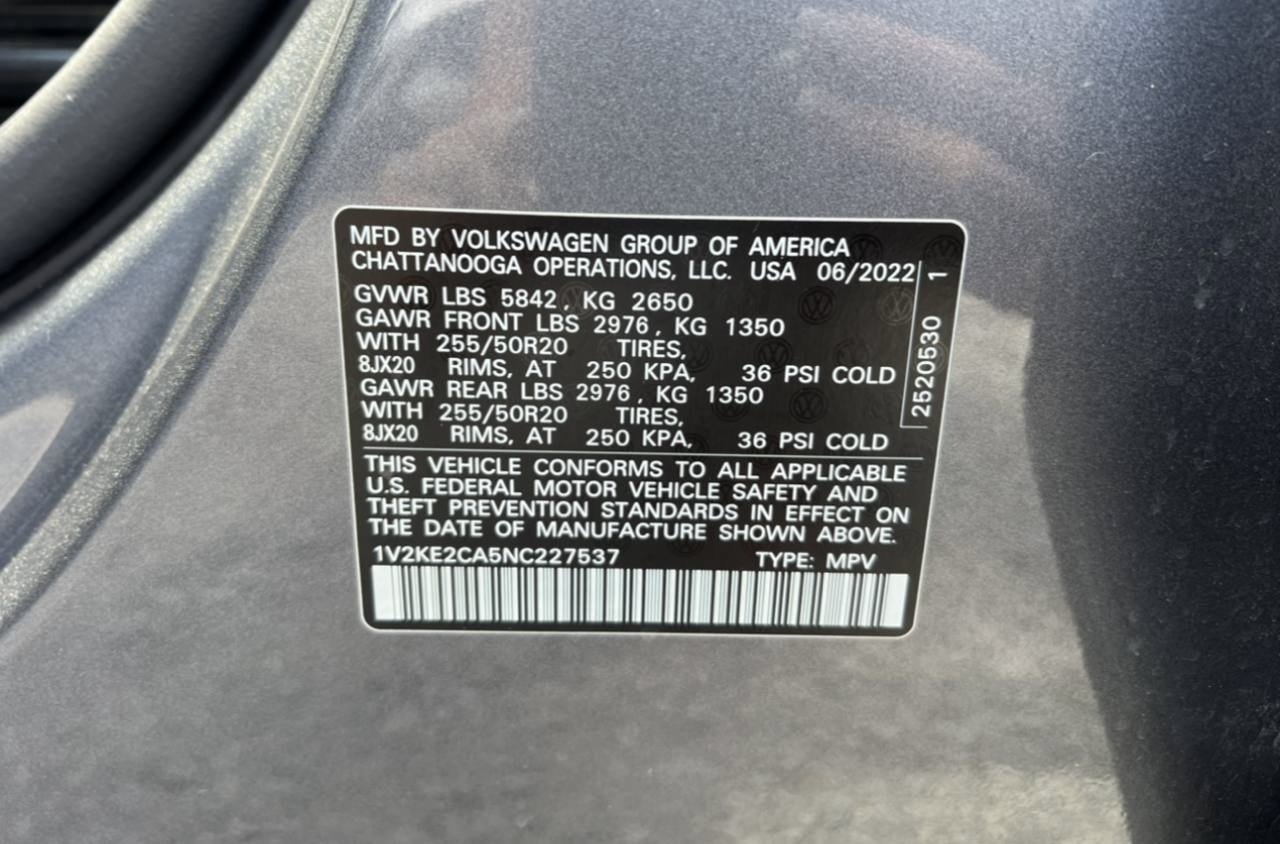 MFD BY VOLKSWAGEN GROUP OF AMERICA
CHATTANOOGA OPERATIONS, LLC. USA 06/2022
GVWR LBS 5842, KG 2650
GAWR FRONT LBS 2976, KG 1350
WITH 255/50R20 TIRES,
8JX20 RIMS, AT 250 KPA, 36 PSI COLD
GAWR REAR LBS 2976, KG 1350
WITH 255/50R20 TIRES,
8JX20 RIMS, AT 250 KPA, 36 PSI COLD
2520530 1
THIS VEHICLE CONFORMS TO ALL APPLICABLE
U.S. FEDERAL MOTOR VEHICLE SAFETY AND
THEFT PREVENTION STANDARDS IN EFFECT ON
THE DATE OF MANUFACTURE SHOWN ABOVE.
1V2KE2CA5NC227537 TYPE: MPV